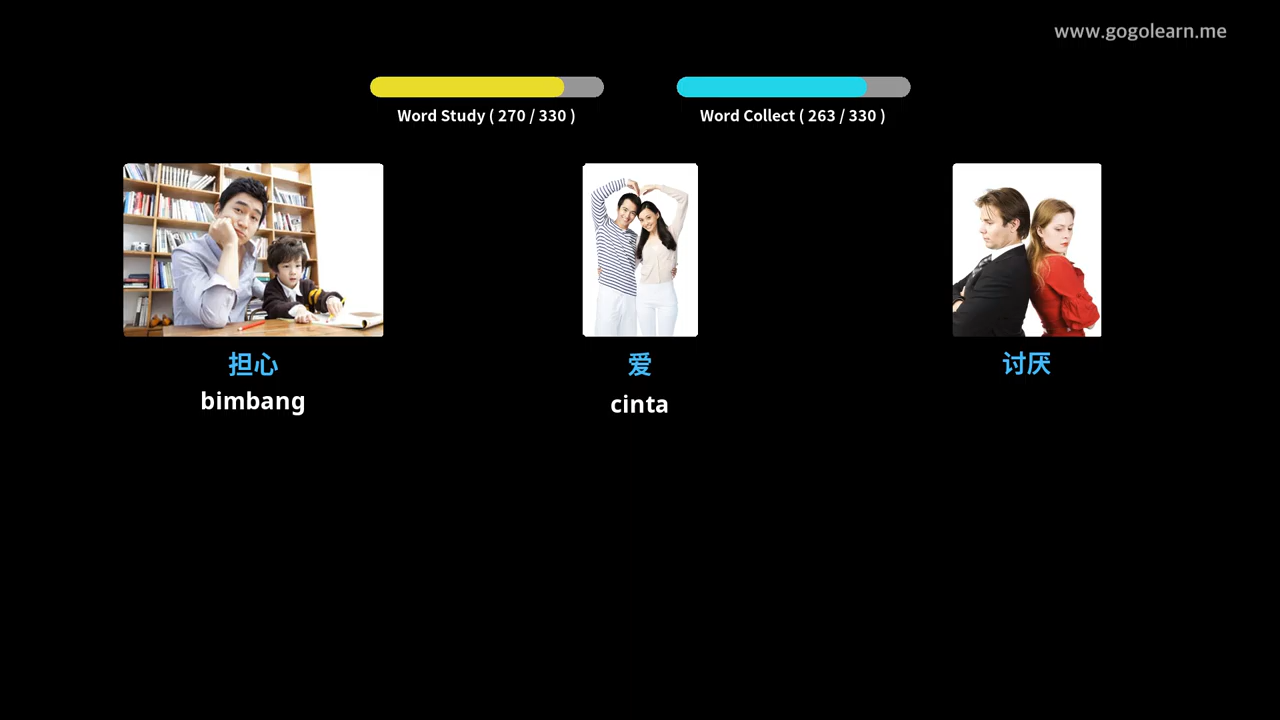 www.gogolearn.me
Word Study ( 270 / 330 )
Word Collect ( 263 / 330 )
担心
爱
讨厌
bimbang
cinta